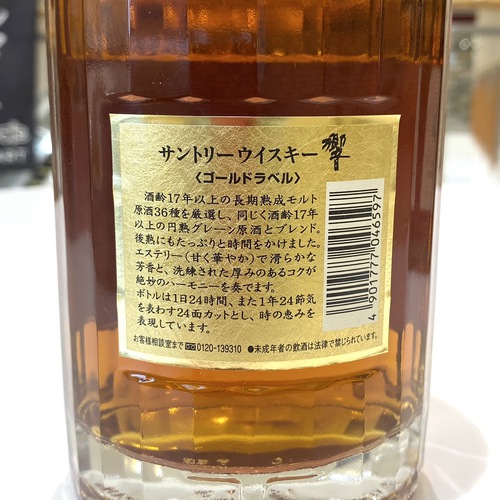 サントリーウイスキー 響
〈ゴールドラベル〉
酒齢17年以上の長期熟成モルト
原酒36種を厳選し、同じく酒齢17年
以上の円熟グレーン原酒とブレンド。
後熟にもたっぷりと時間をかけました。
エステリー(甘く華やか)で滑らかな
芳香と、洗練された厚みのあるコクが
絶妙のハーモニーを奏でます。
ボトルは1日24時間、また1年24節気
を表わす24面カットとし、時の恵みを
表現しています。
4901777046597
お客様相談室まで 0120-139310 ●未成年者の飲酒は法律で禁じられています。